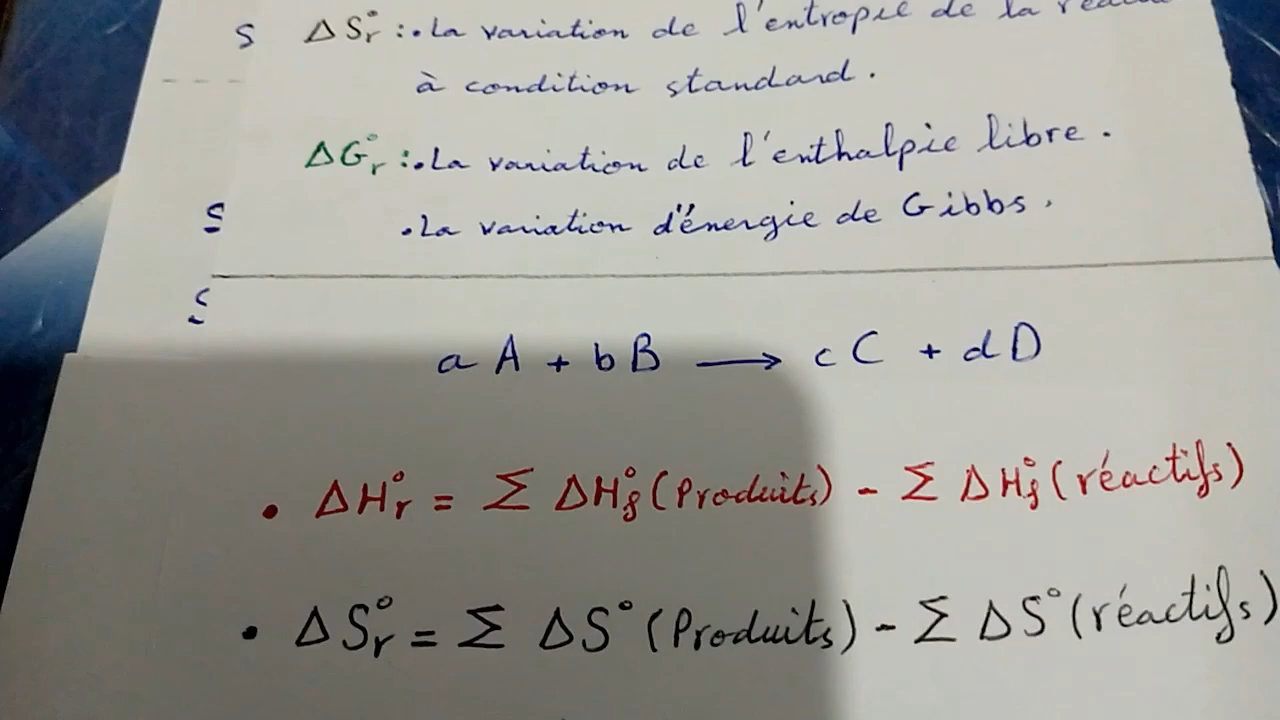 S ΔS°r : • La variation de l'entropie de la
à condition standard.
ΔG°r : • La variation de l'enthalpie libre.
S • La variation d'énergie de Gibbs.
a A + b B → c C + d D
• ΔH°r = Σ ΔH°f (Produits) - Σ ΔH°f (réactifs)
• ΔS°r = Σ ΔS° (Produits) - Σ ΔS° (réactifs)